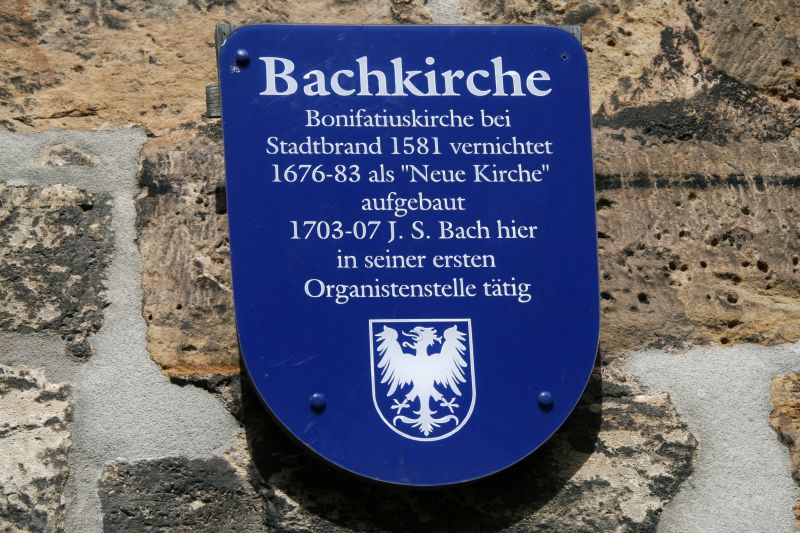 Bachkirche
Bonifatiuskirche bei
Stadtbrand 1581 vernichtet
1676-83 als "Neue Kirche"
aufgebaut
1703-07 J. S. Bach hier
in seiner ersten
Organistenstelle tätig